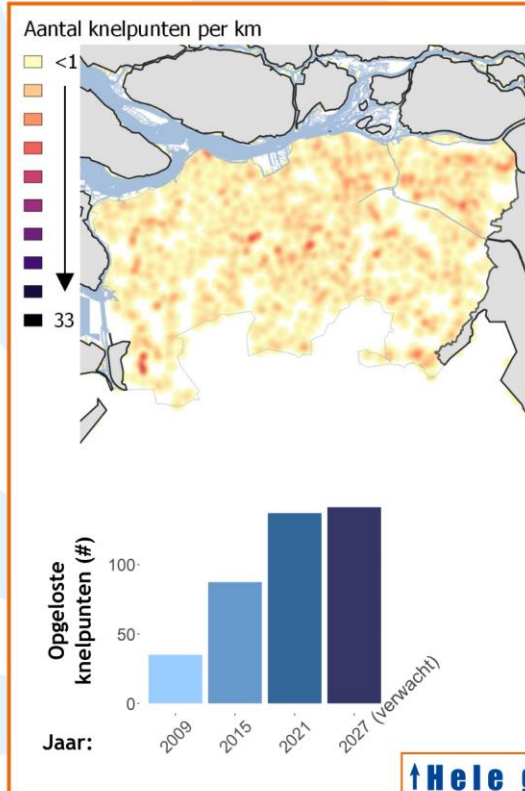 Aantal knelpunten per km
<1
33
Opgeloste
knelpunten (#)
100
50
0
2009
2015
2021
2027 (verwacht)
Jaar:
↑Hele g